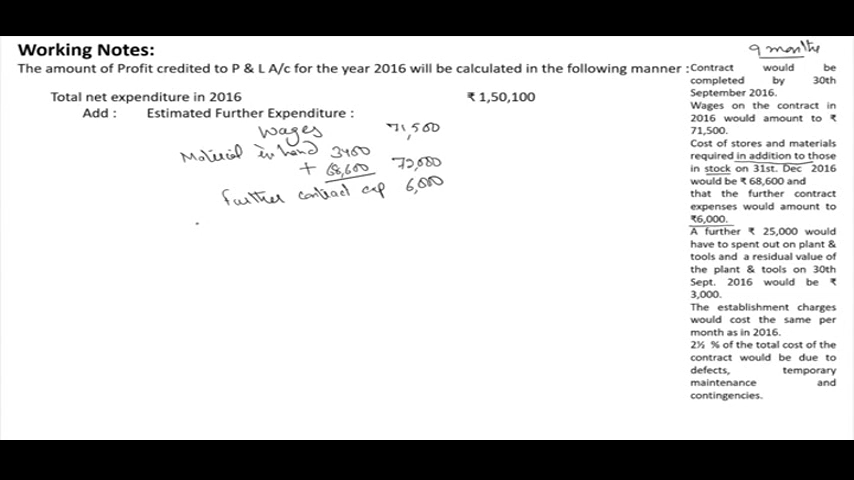 Working Notes:
The amount of Profit credited to P & L A/c for the year 2016 will be calculated in the following manner :
Total net expenditure in 2016 ₹ 1,50,100
Add : Estimated Further Expenditure :
Wages 71,500
Material in hand 3400
+ 68,600 72,000
Further contract exp 6,000
9 months
Contract would be
completed by 30th
September 2016.
Wages on the contract in
2016 would amount to ₹
71,500.
Cost of stores and materials
required in addition to those
in stock on 31st. Dec 2016
would be ₹ 68,600 and
that the further contract
expenses would amount to
₹6,000.
A further ₹ 25,000 would
have to spent out on plant &
tools and a residual value of
the plant & tools on 30th
Sept. 2016 would be ₹
3,000.
The establishment charges
would cost the same per
month as in 2016.
2½ % of the total cost of the
contract would be due to
defects, temporary
maintenance and
contingencies.